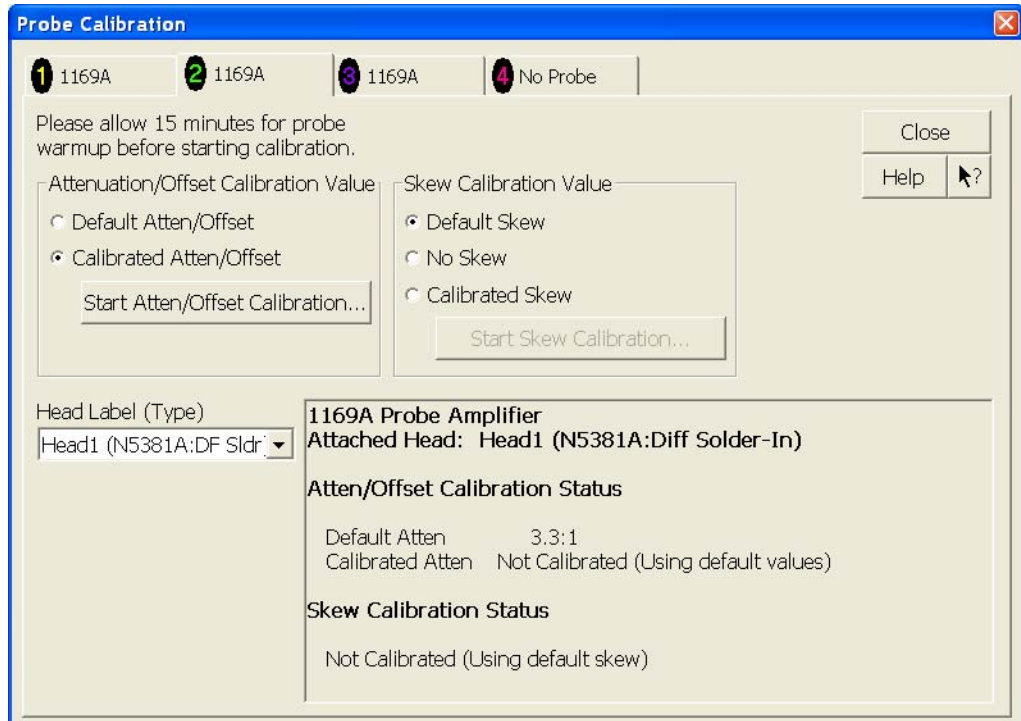 Probe Calibration
1 1169A
2 1169A
3 1169A
4 No Probe
Please allow 15 minutes for probe
warmup before starting calibration.
Close
Help ?
Attenuation/Offset Calibration Value
Default Atten/Offset
Calibrated Atten/Offset
Start Atten/Offset Calibration...
Skew Calibration Value
Default Skew
No Skew
Calibrated Skew
Start Skew Calibration...
Head Label (Type)
Head1 (N5381A:DF Sldr
1169A Probe Amplifier
Attached Head: Head1 (N5381A:Diff Solder-In)
Atten/Offset Calibration Status
Default Atten 3.3:1
Calibrated Atten Not Calibrated (Using default values)
Skew Calibration Status
Not Calibrated (Using default skew)